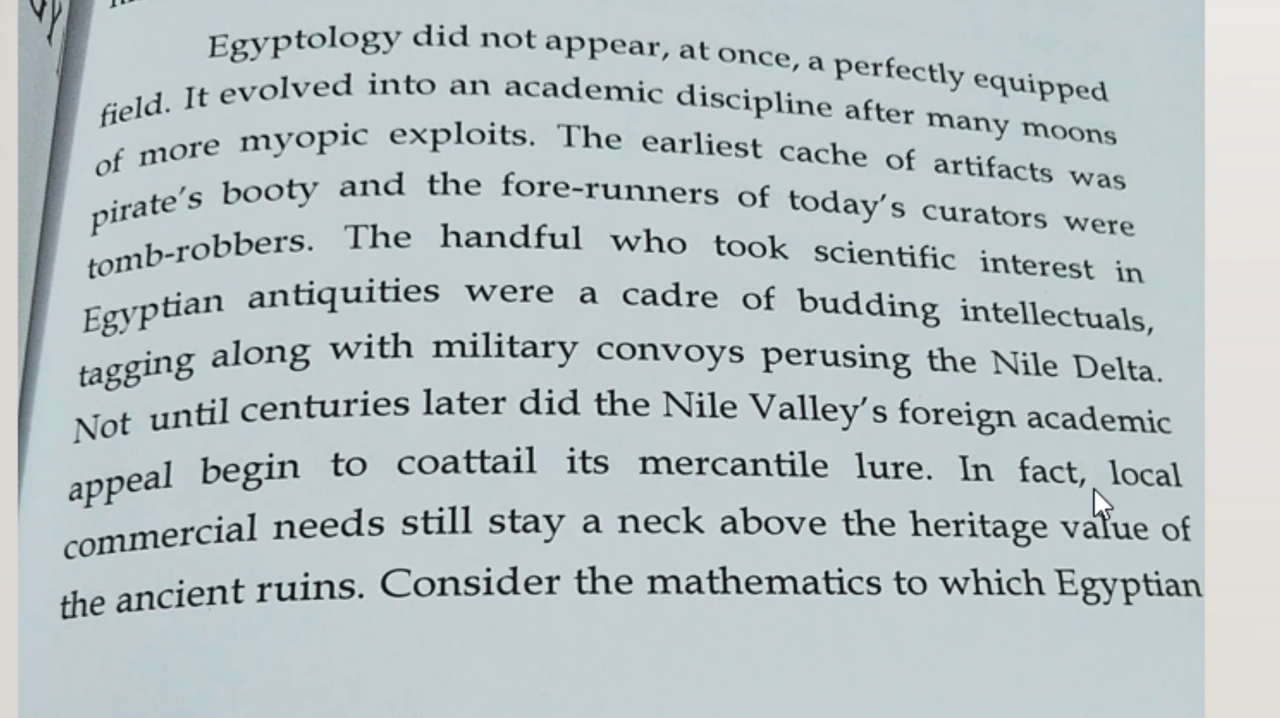 Egyptology did not appear, at once, a perfectly equipped
field. It evolved into an academic discipline after many moons
of more myopic exploits. The earliest cache of artifacts was
pirate's booty and the fore-runners of today's curators were
tomb-robbers. The handful who took scientific interest in
Egyptian antiquities were a cadre of budding intellectuals,
tagging along with military convoys perusing the Nile Delta.
Not until centuries later did the Nile Valley's foreign academic
appeal begin to coattail its mercantile lure. In fact, local
commercial needs still stay a neck above the heritage value of
the ancient ruins. Consider the mathematics to which Egyptian